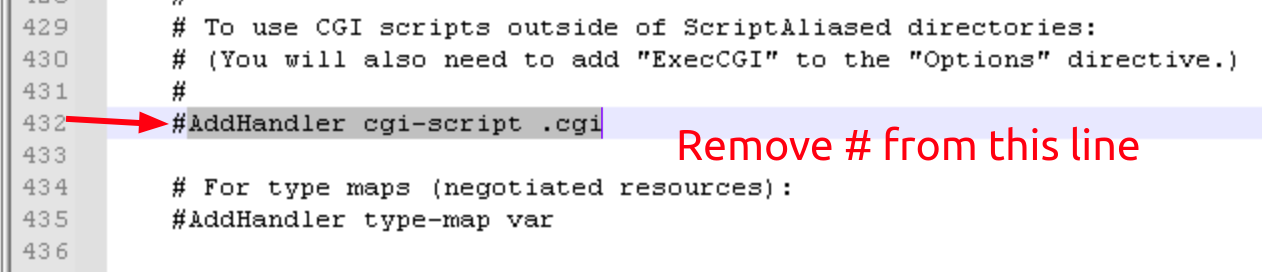 429 # To use CGI scripts outside of ScriptAliased directories:
430 # (You will also need to add "ExecCGI" to the "Options" directive.)
431 #
432 #AddHandler cgi-script .cgi
Remove # from this line
433
434 # For type maps (negotiated resources):
435 #AddHandler type-map var
436